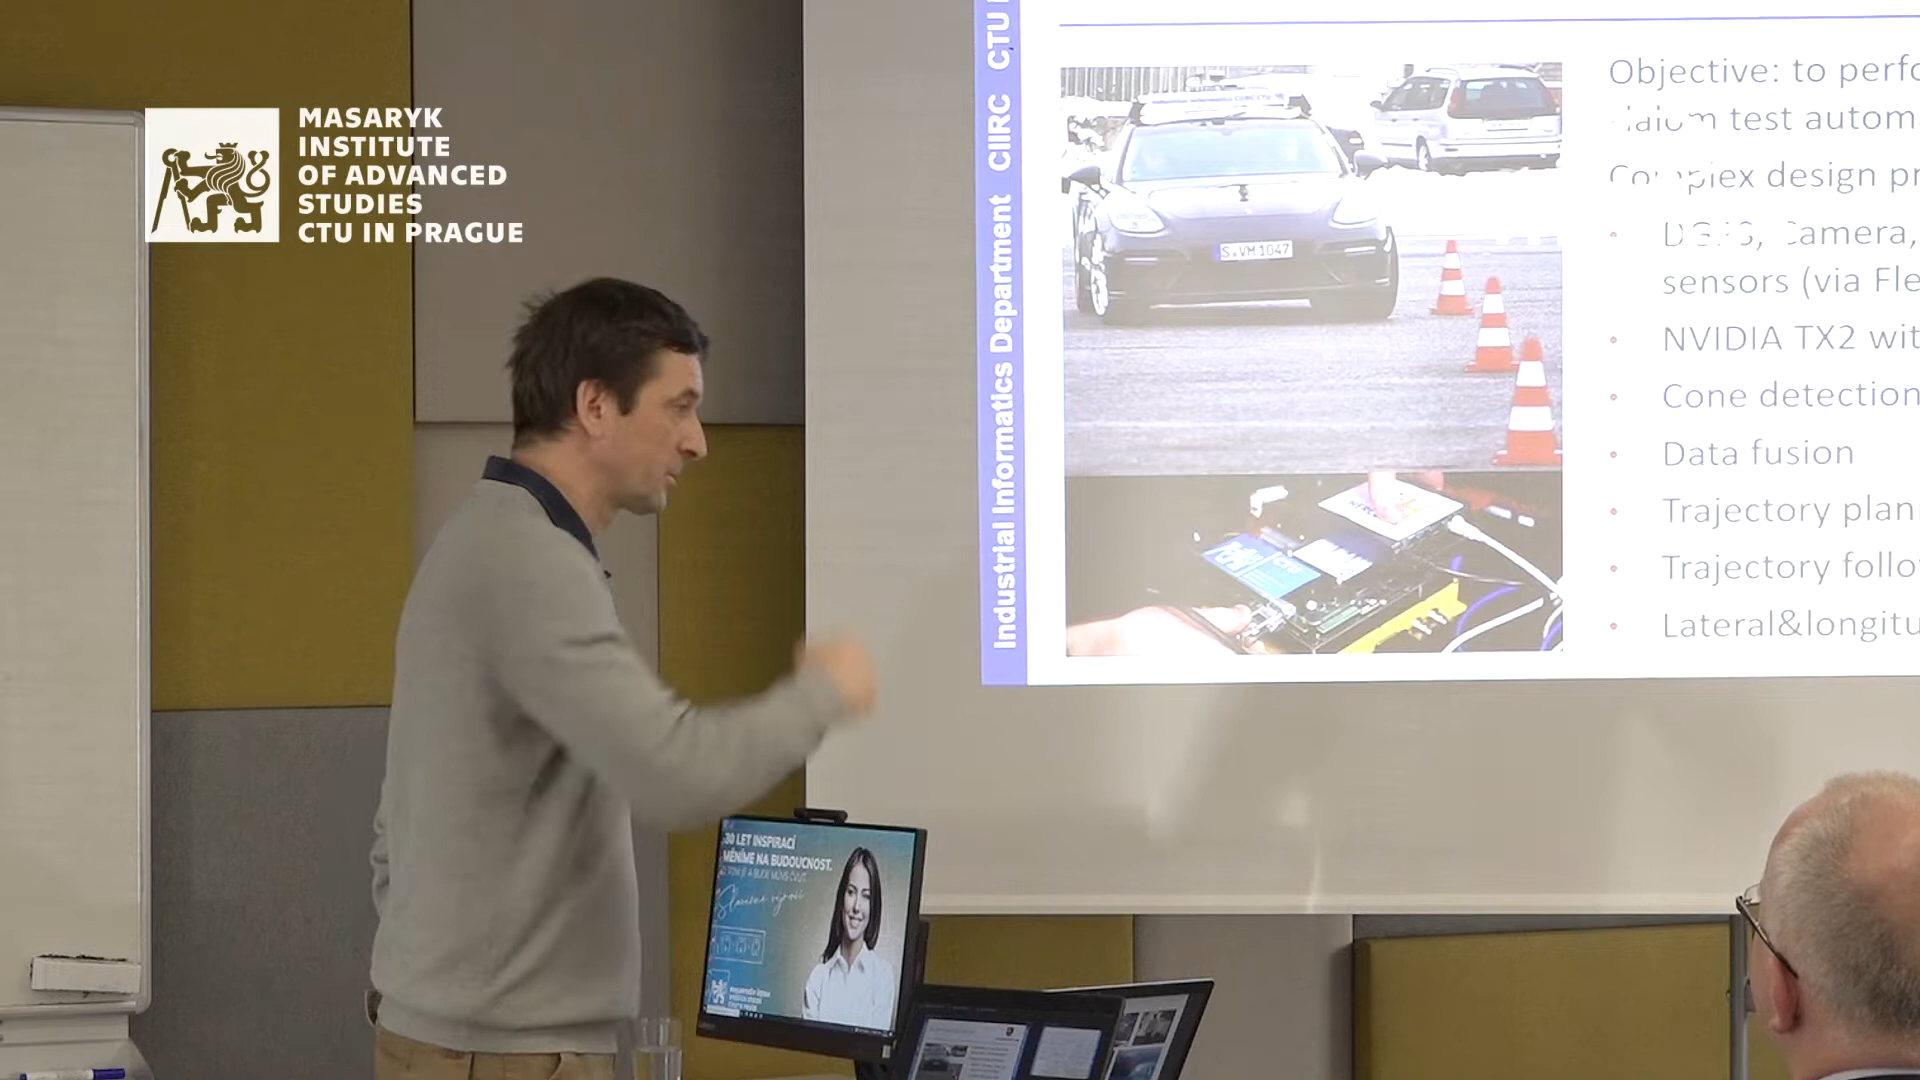 MASARYK
INSTITUTE
OF ADVANCED
STUDIES
CTU IN PRAGUE
Industrial Informatics Department CIIRC CTU
S VM 1047
Objective: to perfo
test autom
design pr
Camera,
sensors (via Fle
NVIDIA TX2 wit
Cone detection
Data fusion
Trajectory plan
Trajectory follo
Lateral&longitu
30 LET INSPIRACÍ
MĚNÍME NA BUDOUCNOST.